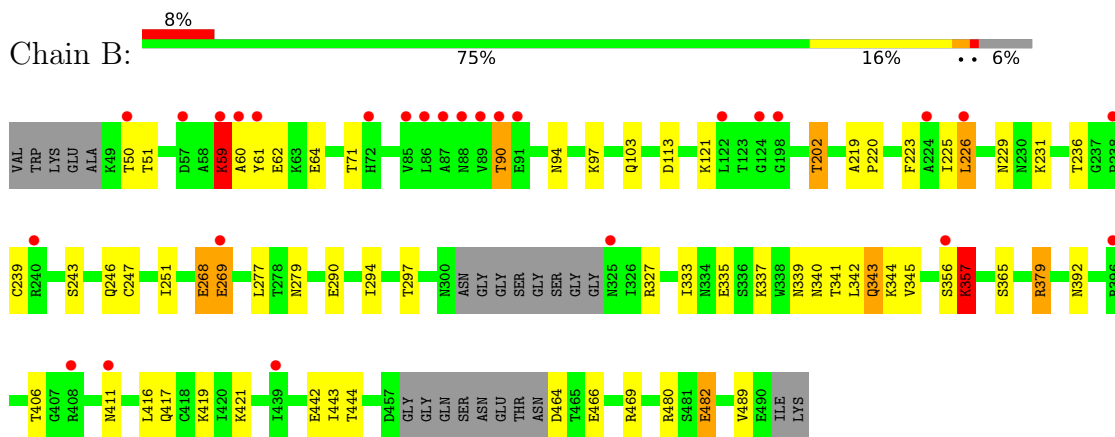 8%
Chain B:
75% 16% • • 6%
VAL TRP LYS GLU ALA K49 T50 T51 D57 A58 K59 A60 Y61 E62 K63 E64 T71 H72 V85 L86 A87 N88 V89 T90 E91 N94 K97 Q103 D113 K121 L122 T123 G124 G198 T202 A219 P220 F223 A224 I225 L226 N229 N230 K231 T236 G237
C239 R240 S243 Q246 C247 I251 E268 E269 L277 T278 N279 E290 I294 T297 N300 ASN GLY GLY SER GLY SER GLY GLY N325 I326 R327 I333 N334 E335 S336 K337 W338 N339 N340 T341 L342 Q343 K344 V345 S356 K357 S365 R379 N392
T406 G407 R408 N411 L416 Q417 C418 K419 I420 K421 I439 E442 I443 T444 D457 GLY GLY GLN SER ASN GLU THR ASN D464 T465 E466 R469 R480 S481 E482 V489 E490 ILE LYS